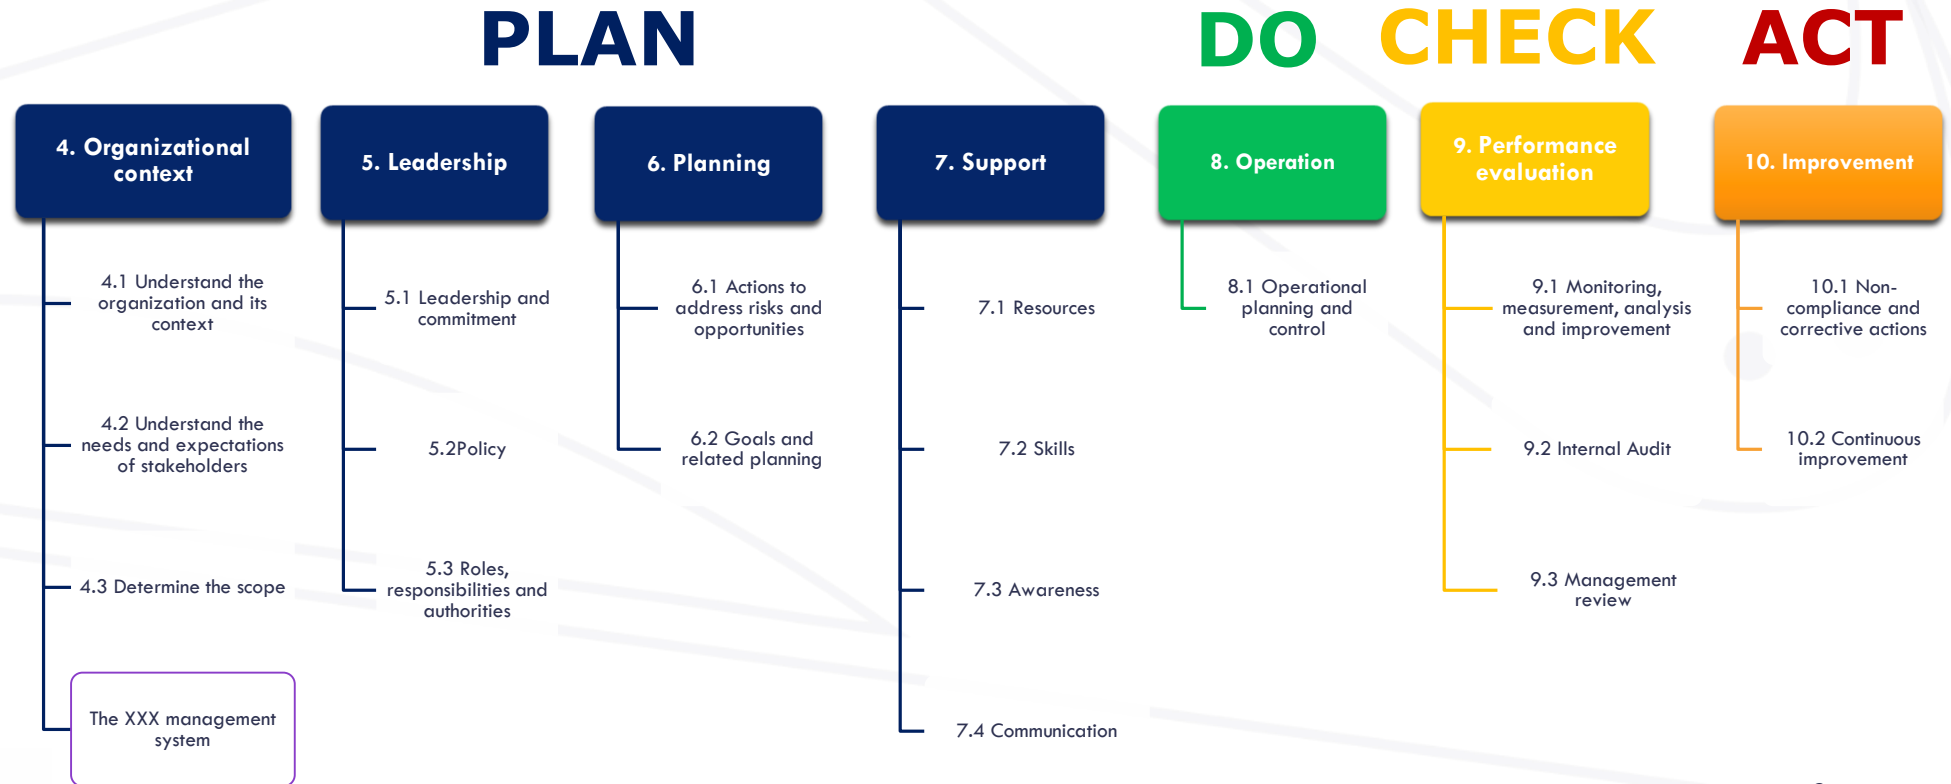 PLAN
DO
CHECK
ACT
4. Organizational
context
4.1 Understand the
organization and its
context
4.2 Understand the
needs and expectations
of stakeholders
4.3 Determine the scope
The XXX management
system
5. Leadership
5.1 Leadership and
commitment
5.2Policy
5.3 Roles,
responsibilities and
authorities
6. Planning
6.1 Actions to
address risks and
opportunities
6.2 Goals and
related planning
7. Support
7.1 Resources
7.2 Skills
7.3 Awareness
7.4 Communication
8. Operation
8.1 Operational
planning and
control
9. Performance
evaluation
9.1 Monitoring,
measurement, analysis
and improvement
9.2 Internal Audit
9.3 Management
review
10. Improvement
10.1 Non-
compliance and
corrective actions
10.2 Continuous
improvement